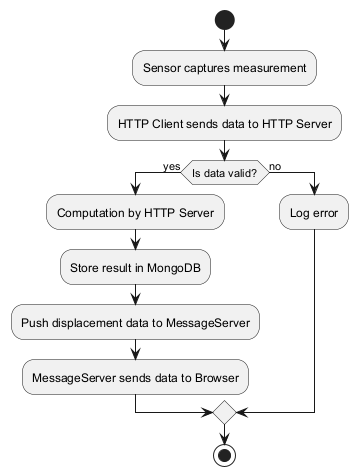 Sensor captures measurement
HTTP Client sends data to HTTP Server
yes
Is data valid?
no
Computation by HTTP Server
Log error
Store result in MongoDB
Push displacement data to MessageServer
MessageServer sends data to Browser